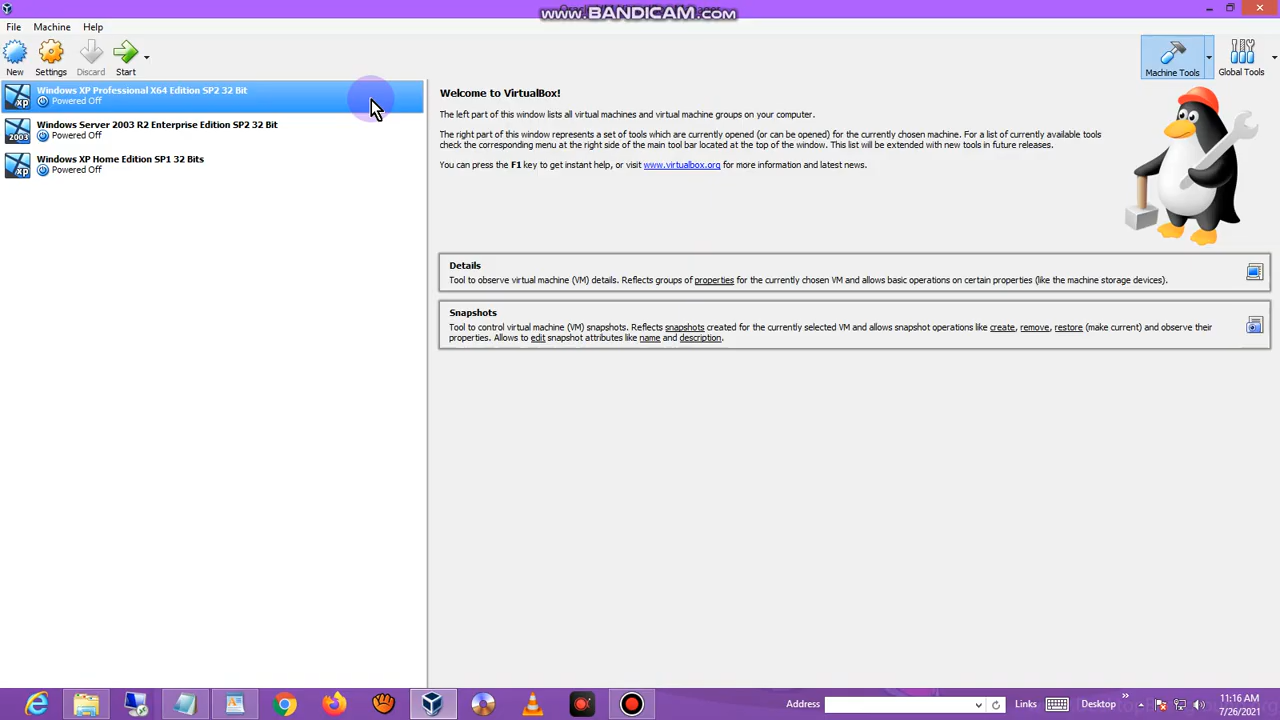 www.BANDICAM.com
File Machine Help
New Settings Discard Start
Machine Tools Global Tools
Windows XP Professional X64 Edition SP2 32 Bit
Powered Off
Windows Server 2003 R2 Enterprise Edition SP2 32 Bit
Powered Off
Windows XP Home Edition SP1 32 Bits
Powered Off
xp
2003
xp
Welcome to VirtualBox!
The left part of this window lists all virtual machines and virtual machine groups on your computer.
The right part of this window represents a set of tools which are currently opened (or can be opened) for the currently chosen machine. For a list of currently available tools
check the corresponding menu at the right side of the main tool bar located at the top of the window. This list will be extended with new tools in future releases.
You can press the F1 key to get instant help, or visit www.virtualbox.org for more information and latest news.
Details
Tool to observe virtual machine (VM) details. Reflects groups of properties for the currently chosen VM and allows basic operations on certain properties (like the machine storage devices).
Snapshots
Tool to control virtual machine (VM) snapshots. Reflects snapshots created for the currently selected VM and allows snapshot operations like create, remove, restore (make current) and observe their
properties. Allows to edit snapshot attributes like name and description.
Address Links Desktop
11:16 AM
7/26/2021